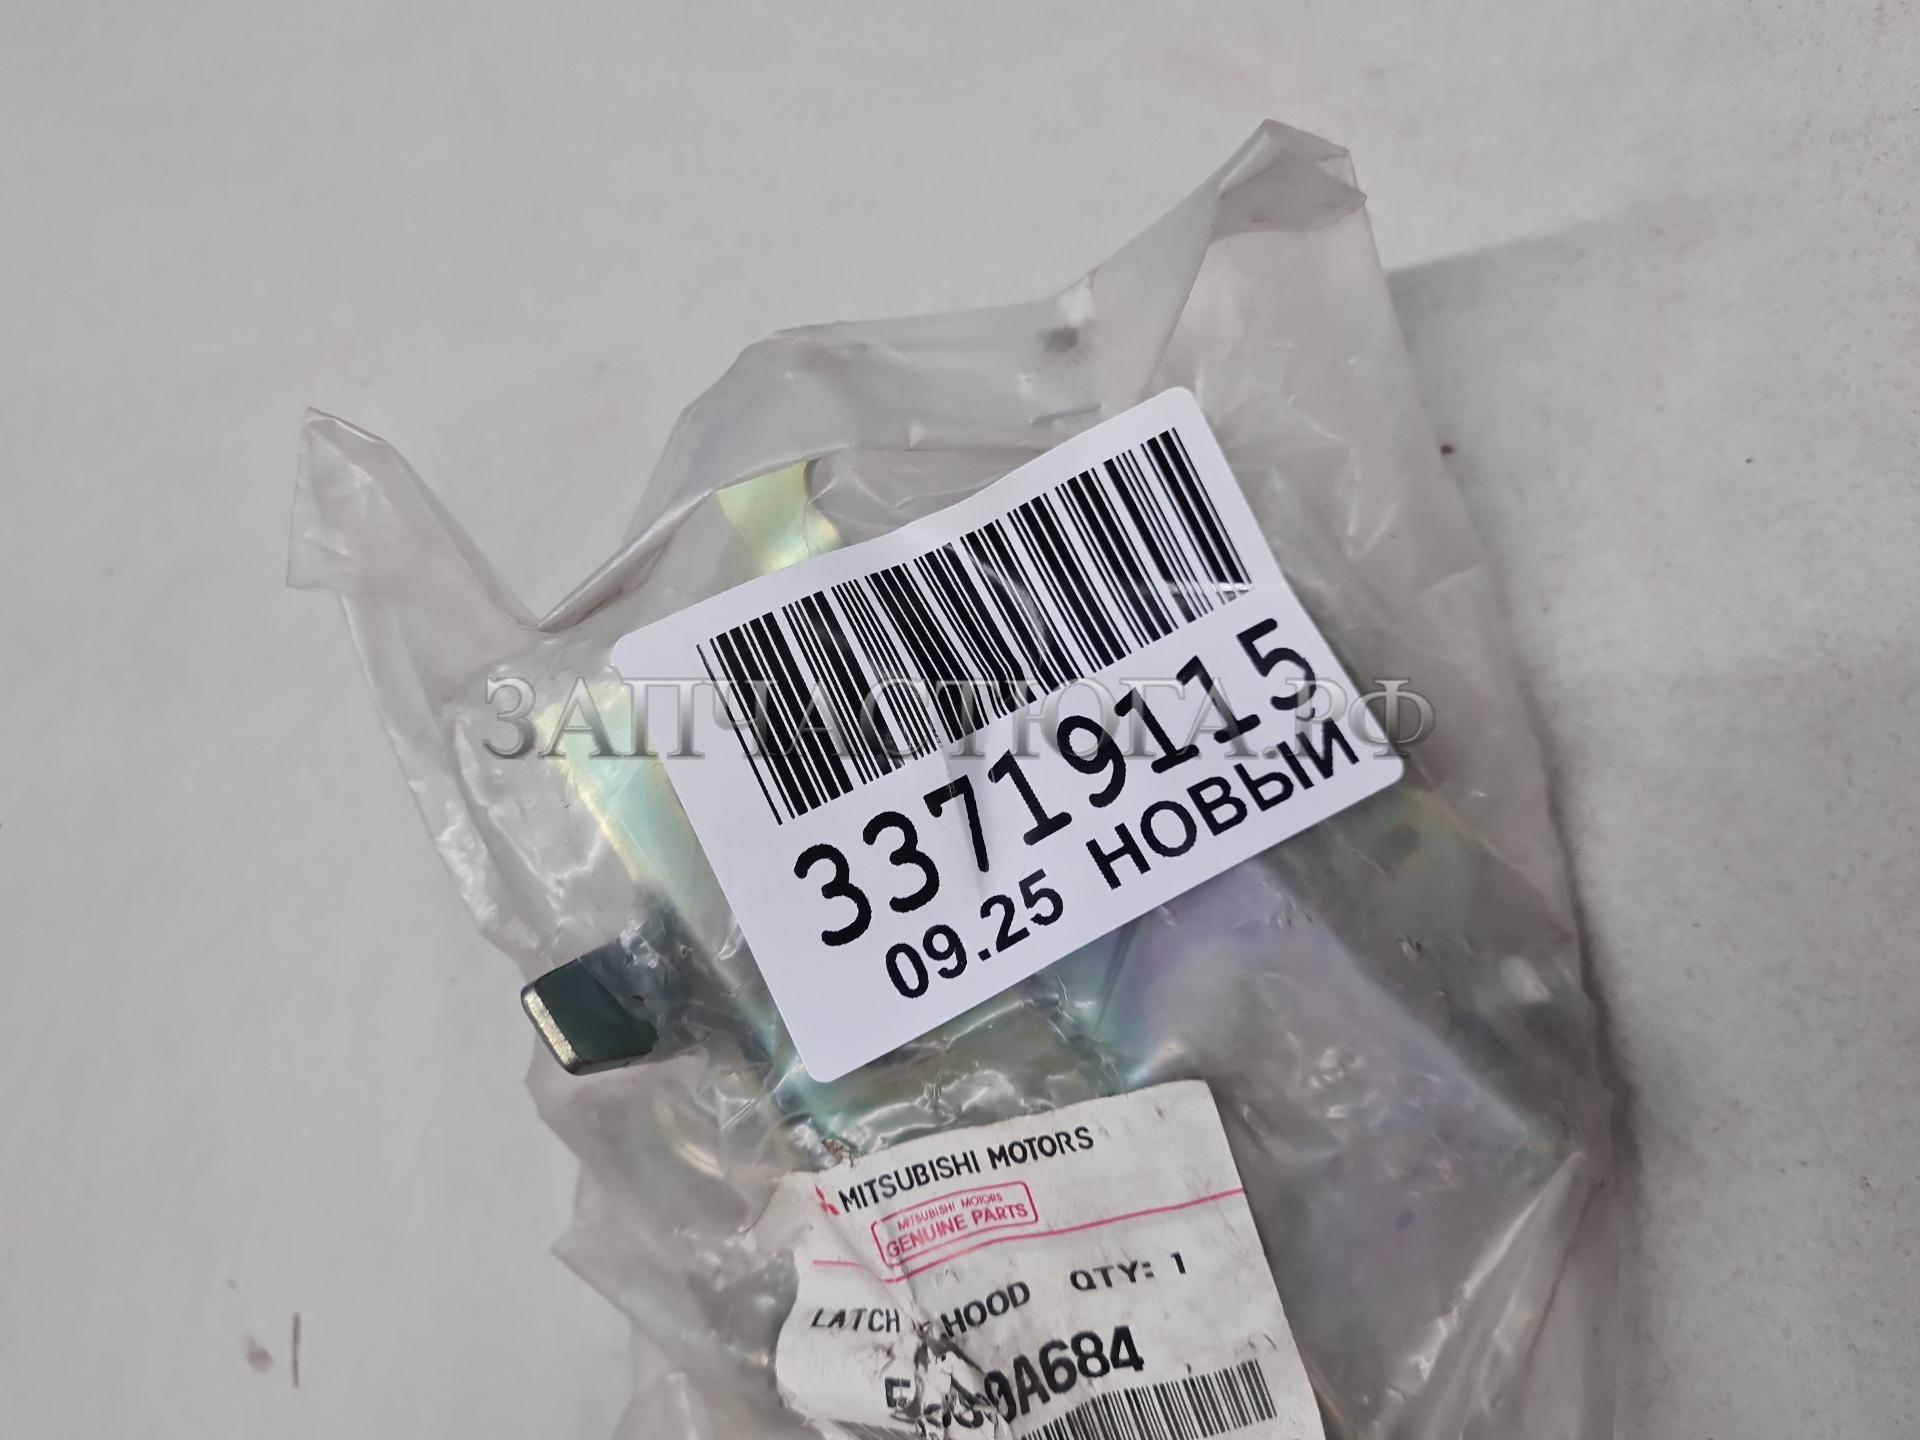 33719115
09.25 НОВЫЙ
ЗАПЧАСТЮГА.РФ
MITSUBISHI MOTORS
MITSUBISHI MOTORS
GENUINE PARTS
LATCH HOOD QTY: 1